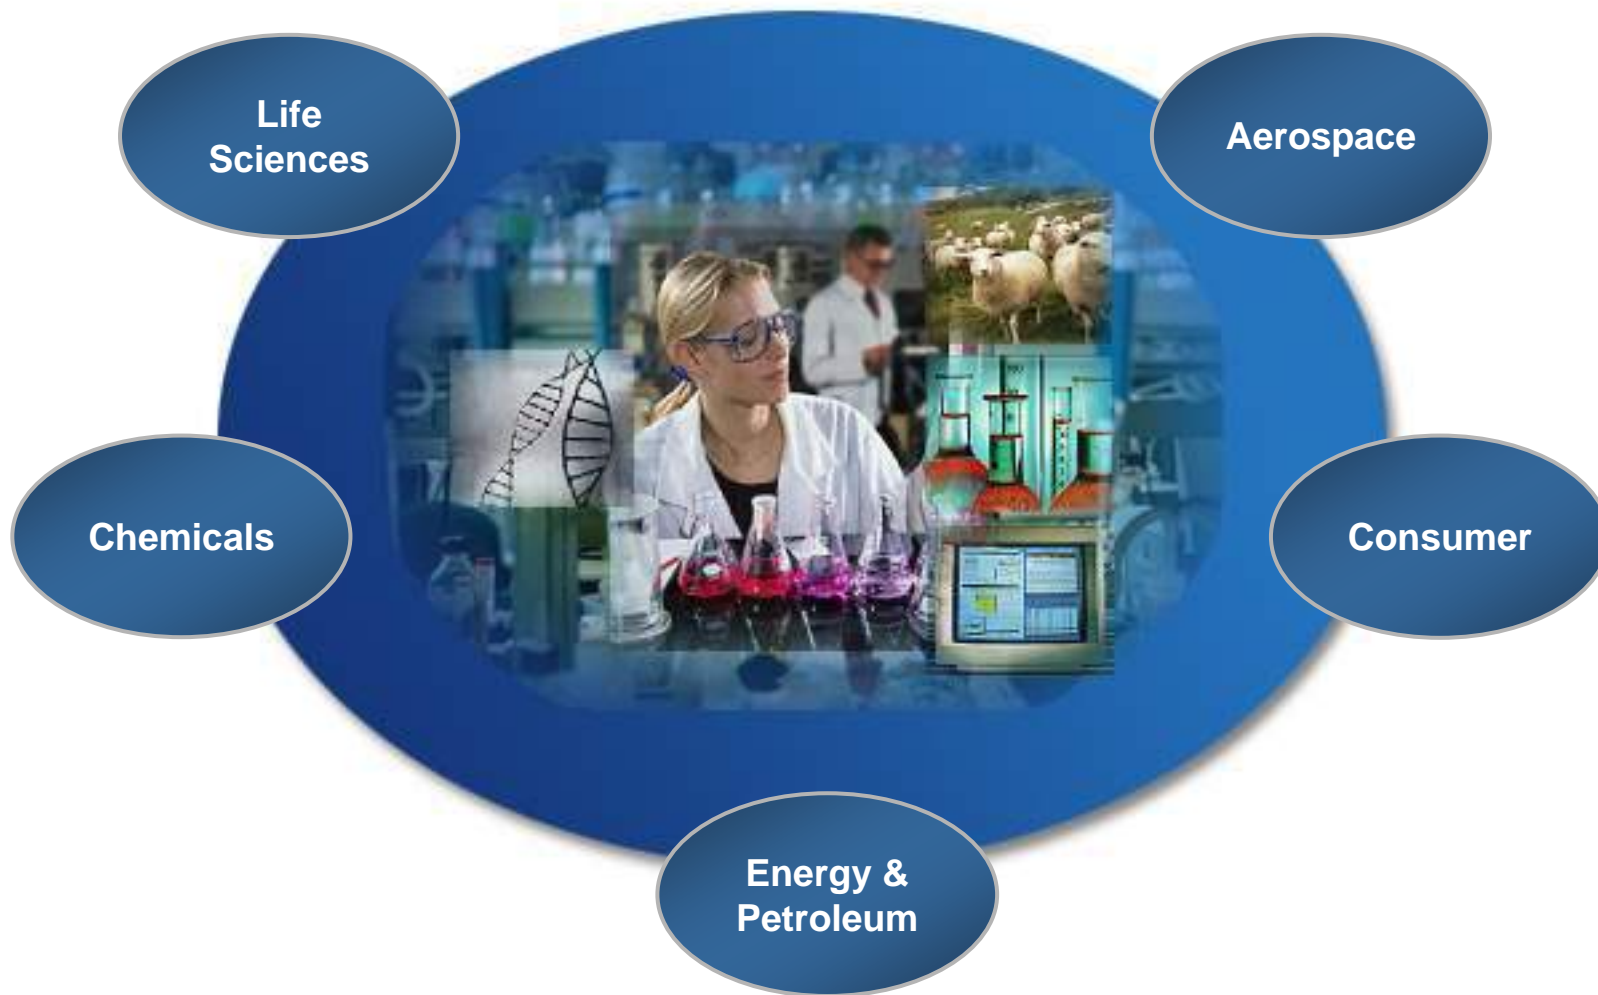 Life
Sciences
Aerospace
Chemicals
Consumer
Energy &
Petroleum